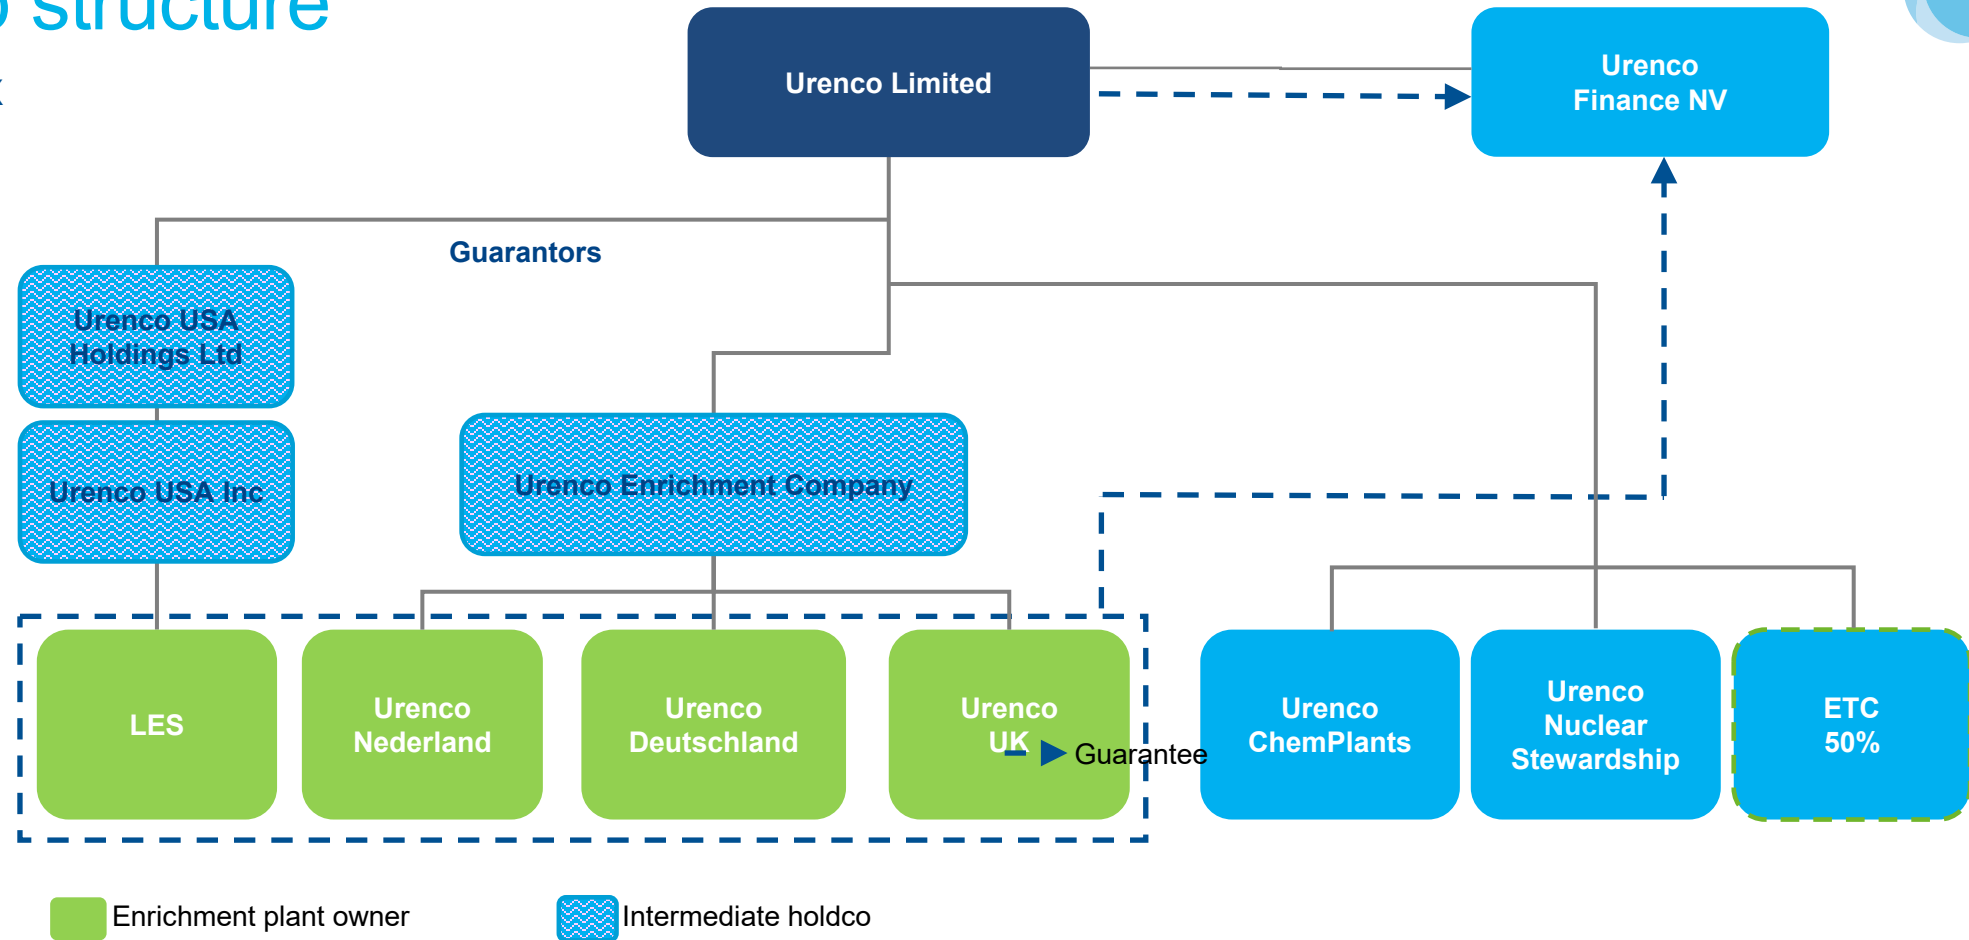 structure
Urenco Limited
Urenco
Finance NV
Guarantors
Urenco USA
Holdings Ltd
Urenco USA Inc
Urenco Enrichment Company
LES
Urenco
Nederland
Urenco
Deutschland
Urenco
UK
Guarantee
Urenco
ChemPlants
Urenco
Nuclear
Stewardship
ETC
50%
Enrichment plant owner
Intermediate holdco